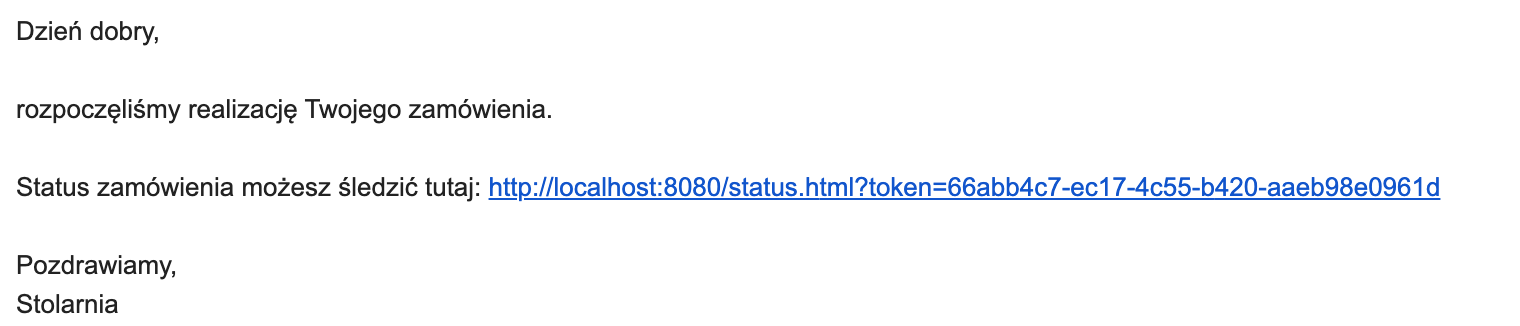 Dzień dobry,
rozpoczęliśmy realizację Twojego zamówienia.
Status zamówienia możesz śledzić tutaj: http://localhost:8080/status.html?token=66abb4c7-ec17-4c55-b420-aaeb98e0961d
Pozdrawiamy,
Stolarnia